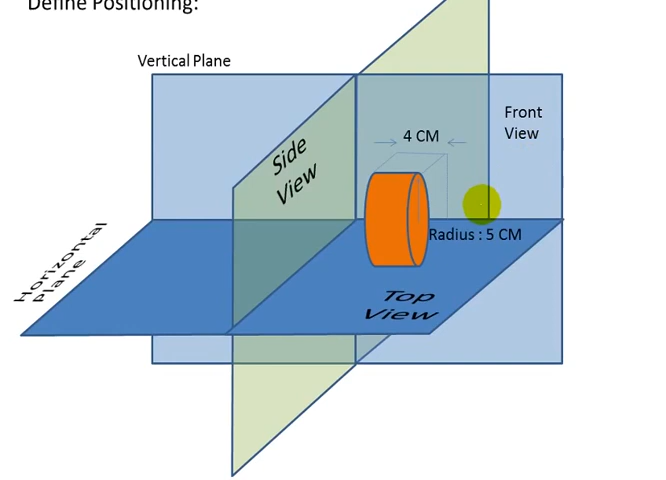 Define Positioning:
Vertical Plane
Front
View
4 CM
Side
View
Radius : 5 CM
Horizontal
Plane
Top
View